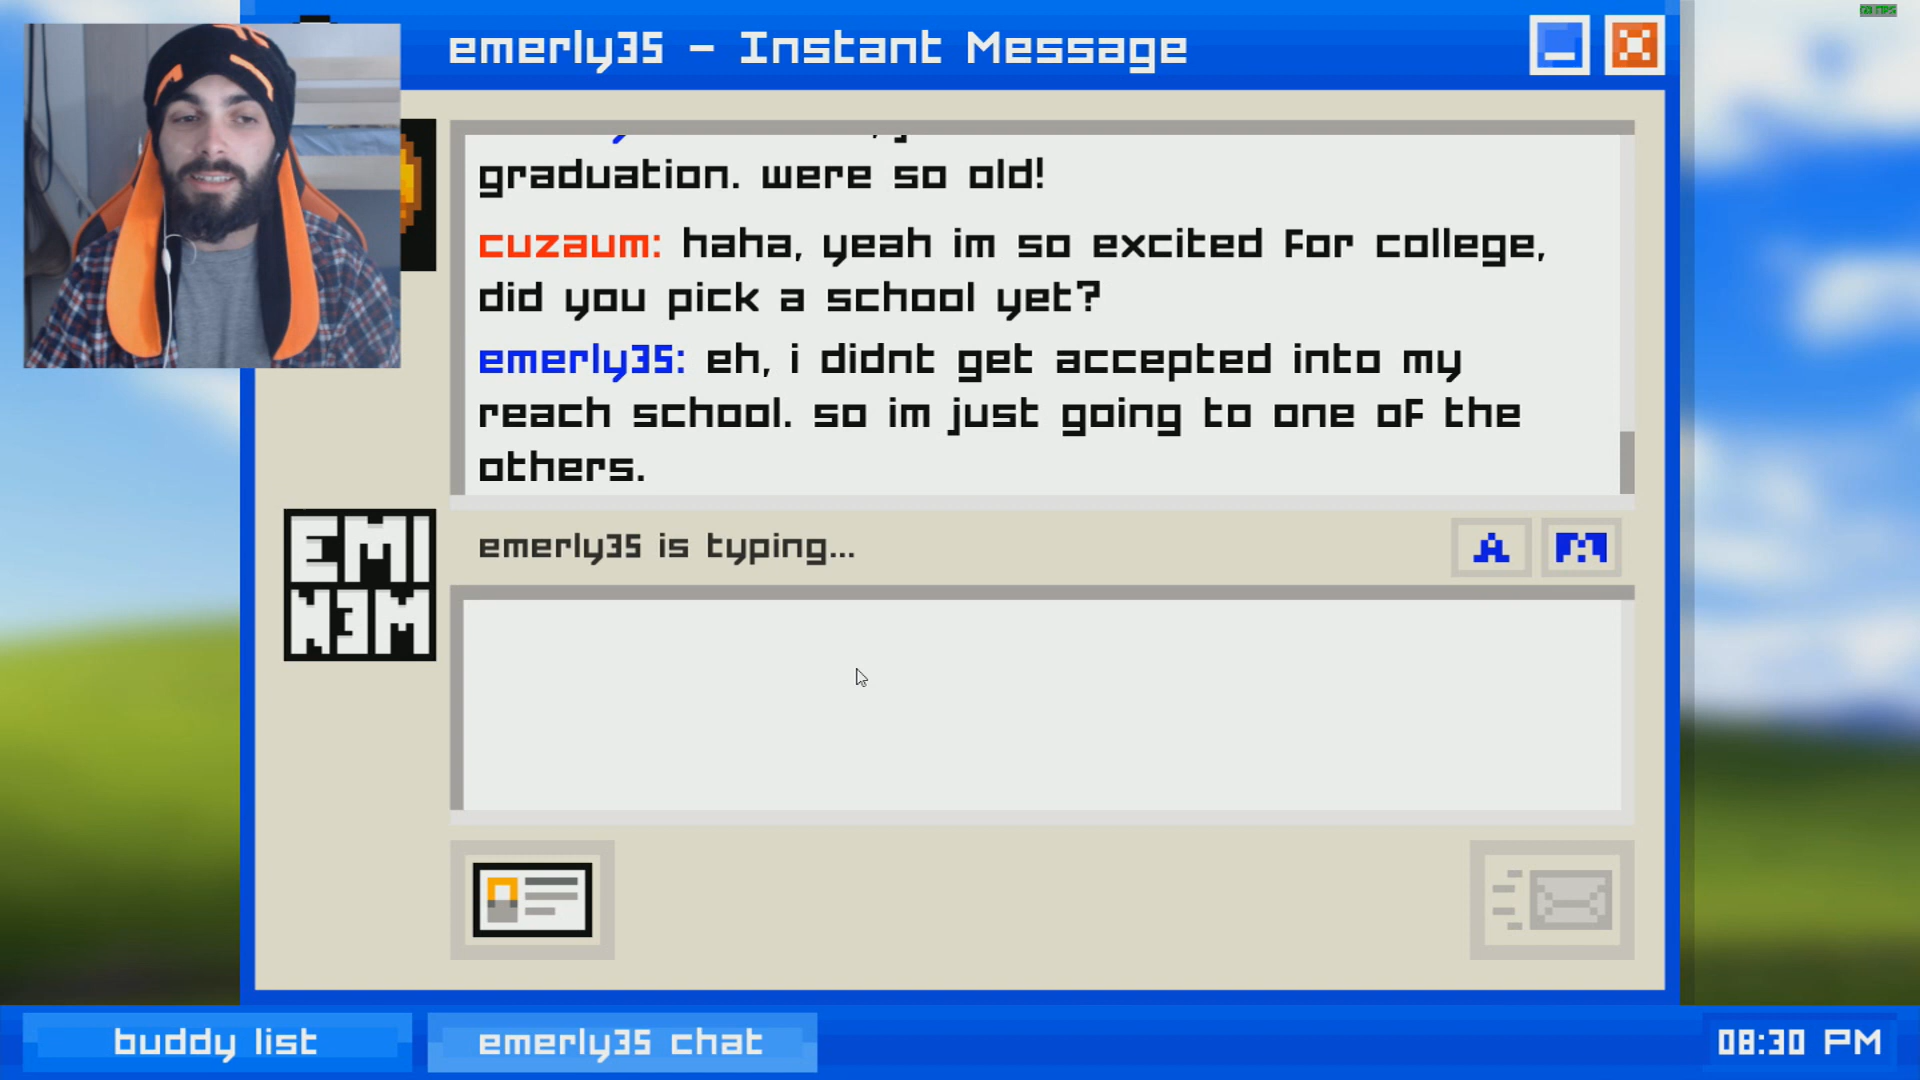 emerly35 - Instant Message
graduation. were so old!
cuzaum: haha, yeah im so excited for college,
did you pick a school yet?
emerly35: eh, i didnt get accepted into my
reach school. so im just going to one of the
others.
EMI
NEM
emerly35 is typing...
A
buddy list
emerly35 chat
08:30 PM